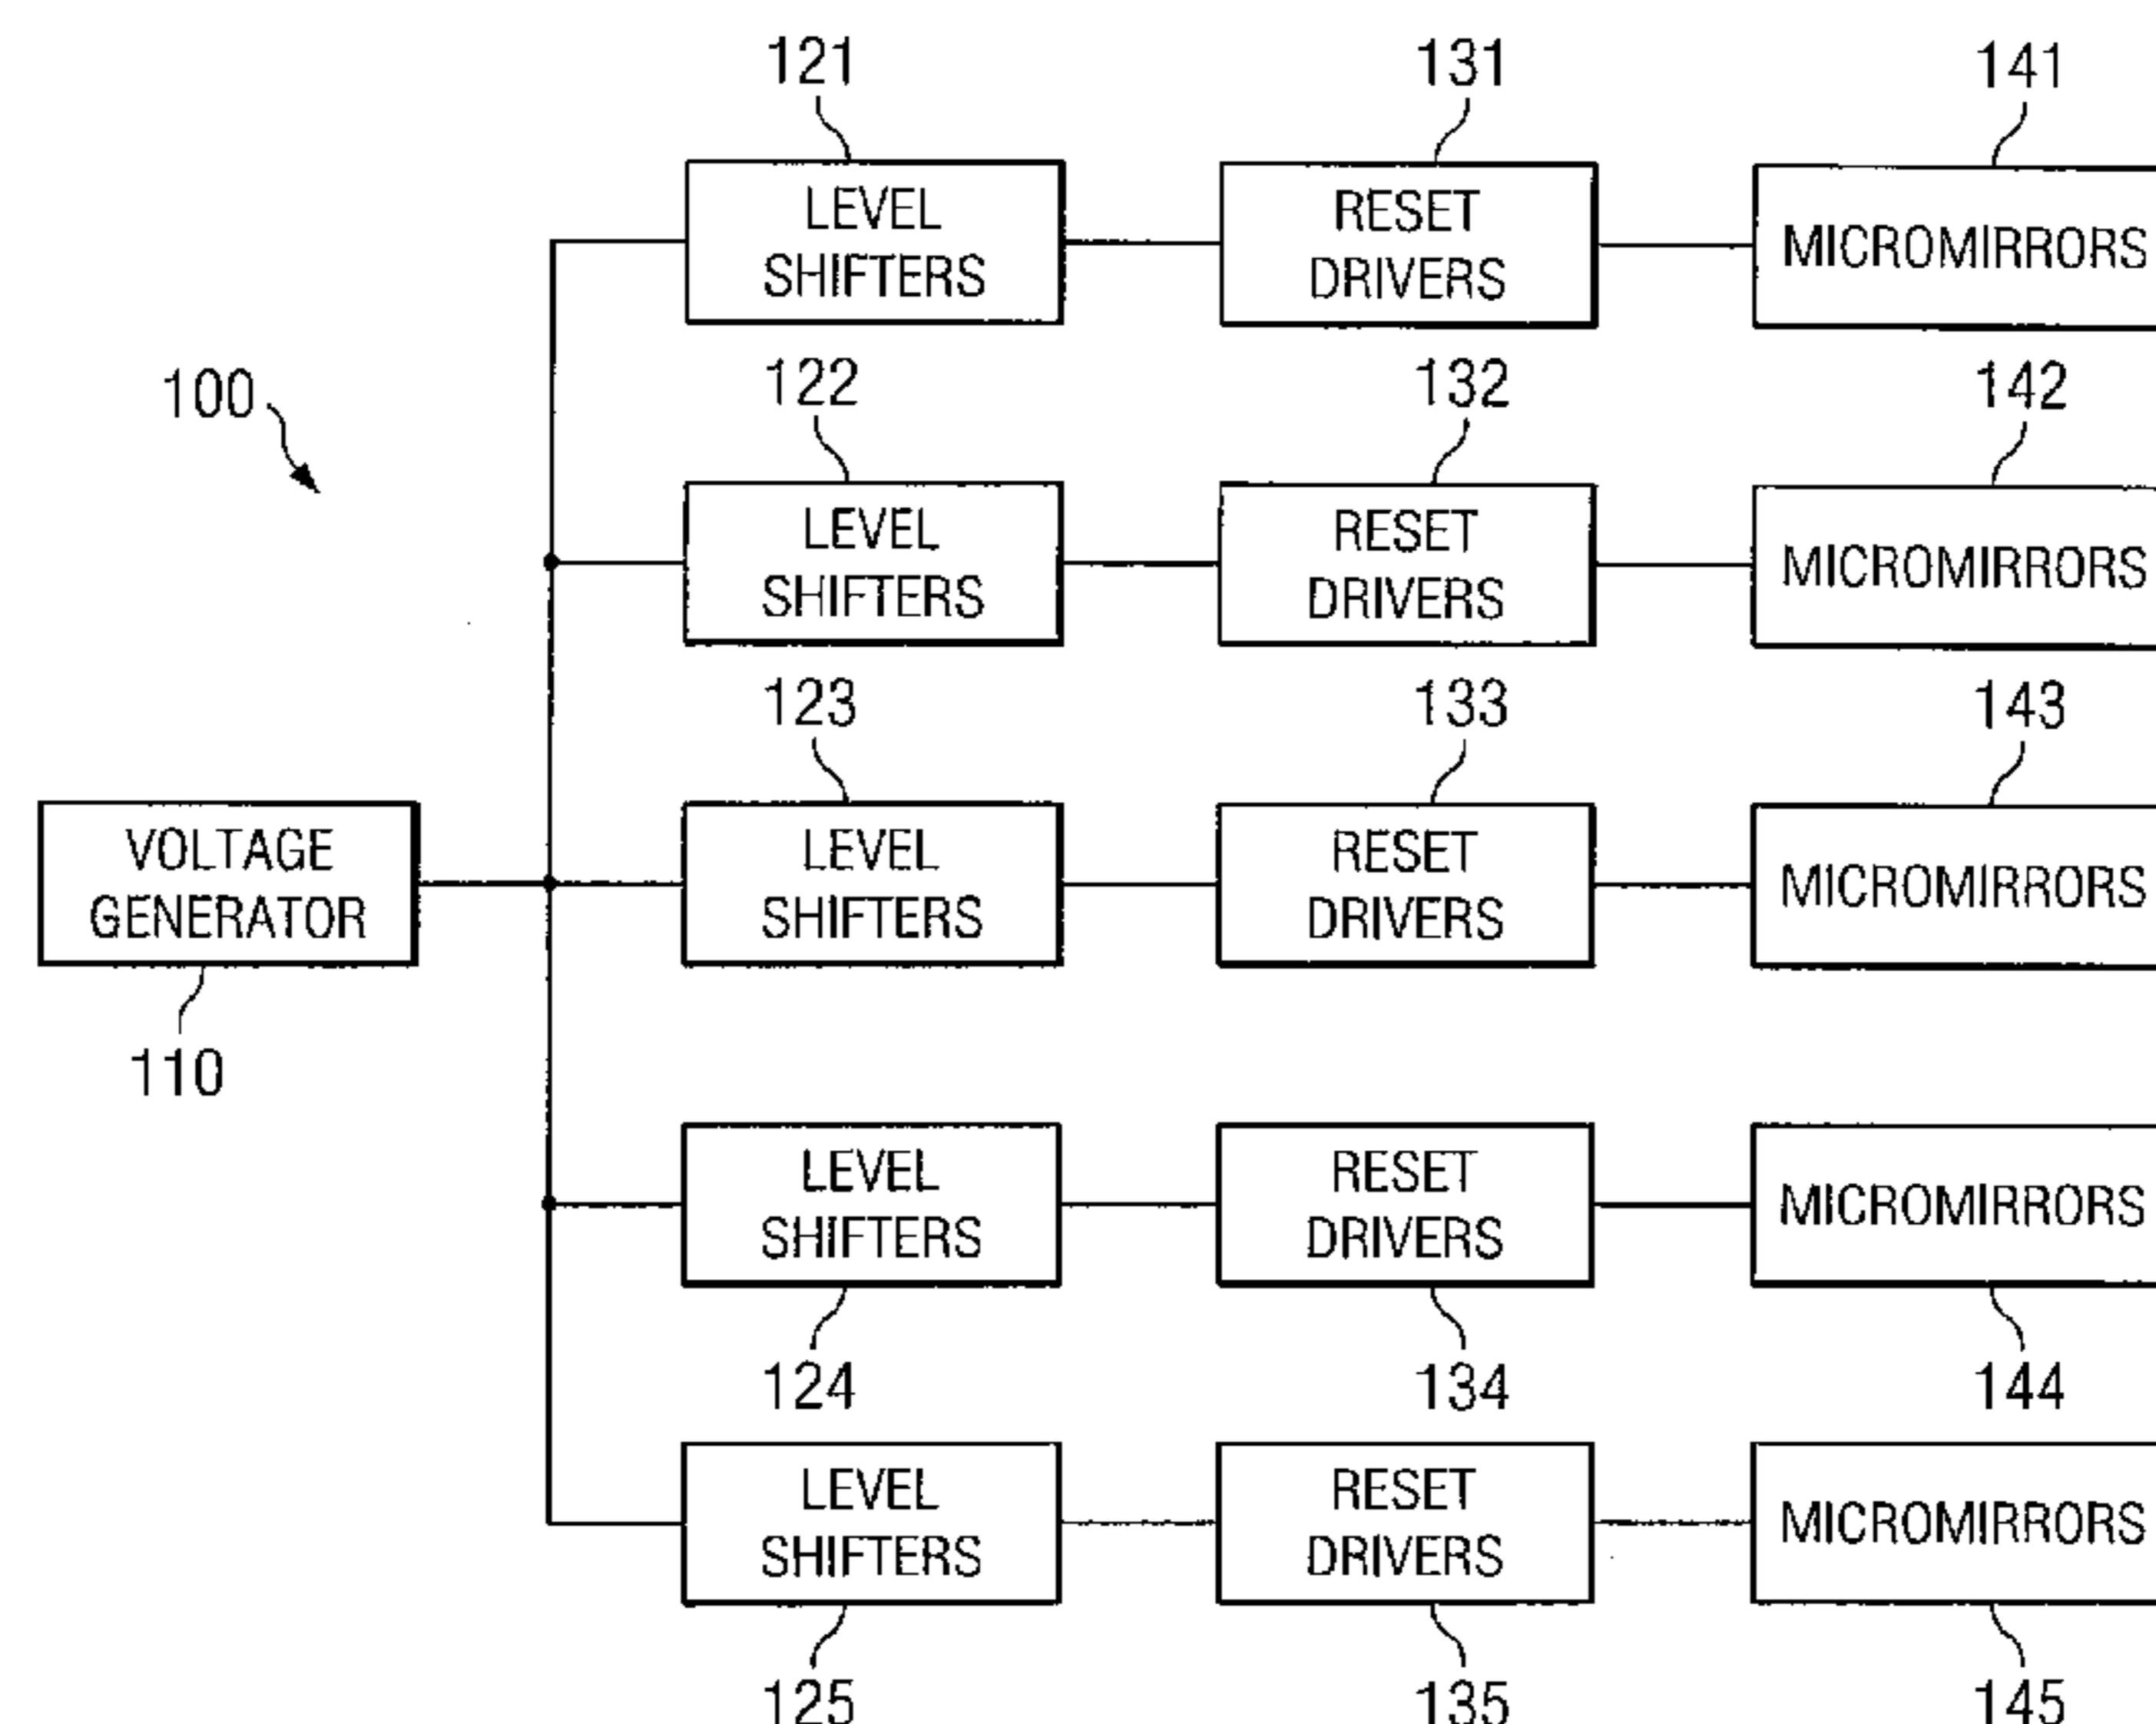 121 131 141
LEVEL SHIFTERS RESET DRIVERS MICROMIRRORS
100
122 132 142
LEVEL SHIFTERS RESET DRIVERS MICROMIRRORS
123 133 143
VOLTAGE GENERATOR LEVEL SHIFTERS RESET DRIVERS MICROMIRRORS
110
LEVEL SHIFTERS RESET DRIVERS MICROMIRRORS
124 134 144
LEVEL SHIFTERS RESET DRIVERS MICROMIRRORS
125 135 145